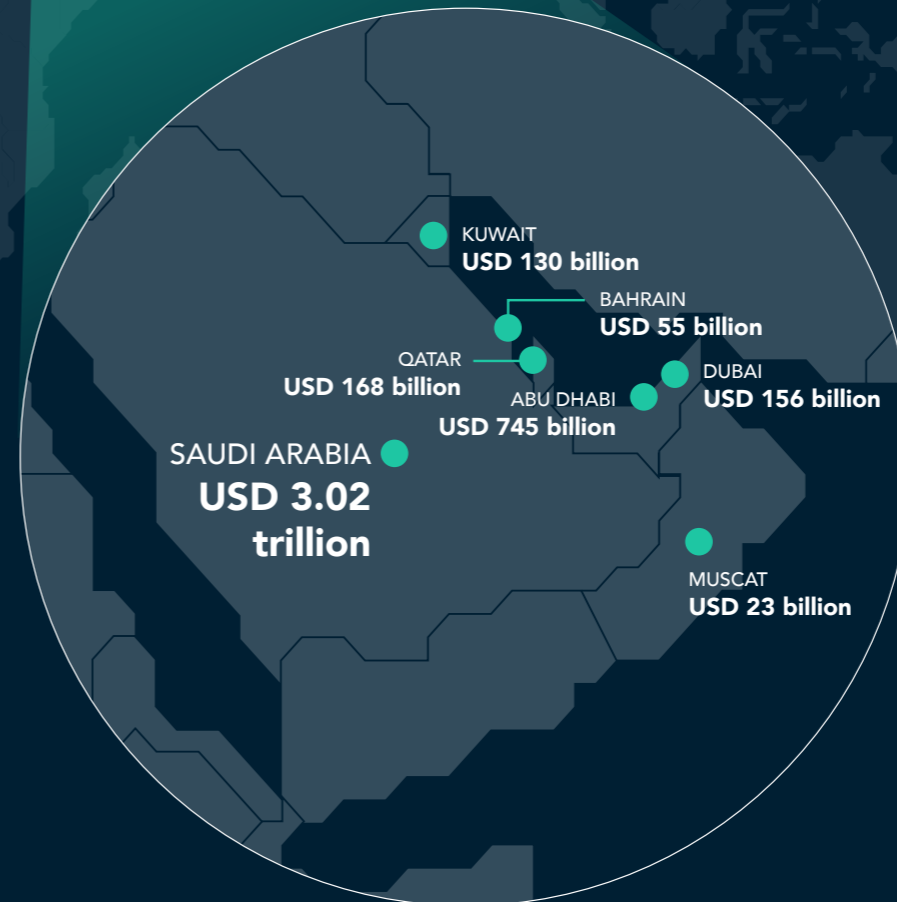 KUWAIT
USD 130 billion
BAHRAIN
USD 55 billion
QATAR
USD 168 billion
DUBAI
USD 156 billion
ABU DHABI
USD 745 billion
SAUDI ARABIA
USD 3.02
trillion
MUSCAT
USD 23 billion